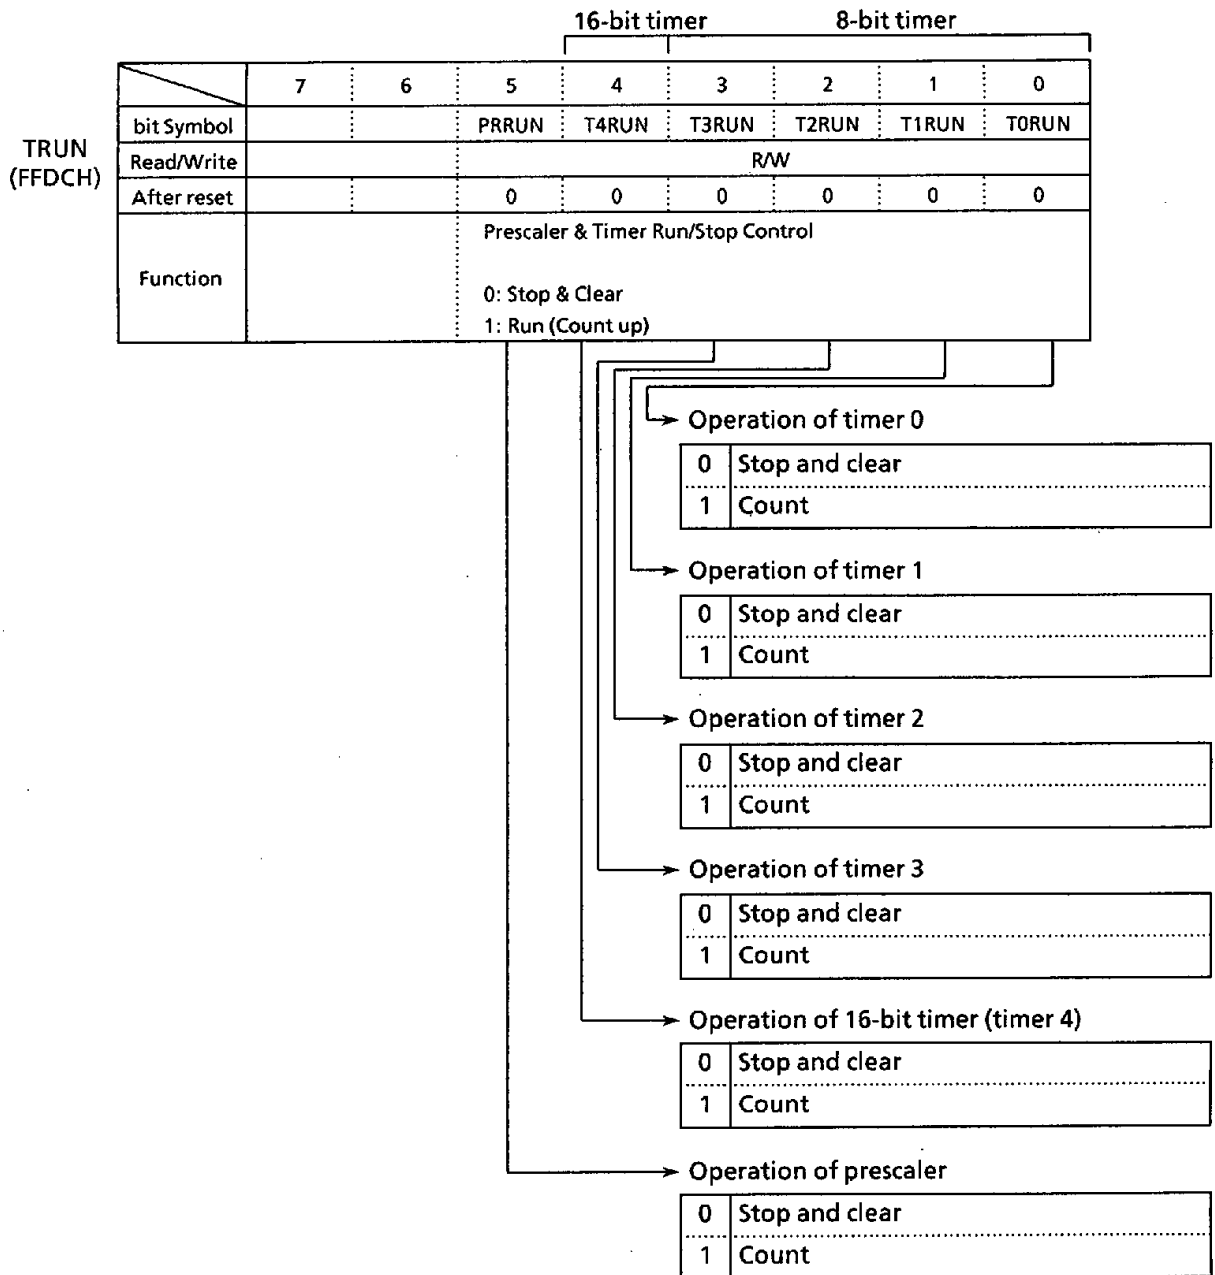 16-bit timer 8-bit timer
7 6 5 4 3 2 1 0
bit Symbol PRRUN T4RUN T3RUN T2RUN T1RUN TORUN
TRUN
(FFDCH)
Read/Write R/W
After reset 0 0 0 0 0 0
Function
Prescaler & Timer Run/Stop Control
0: Stop & Clear
1: Run (Count up)
Operation of timer 0
0 Stop and clear
1 Count
Operation of timer 1
0 Stop and clear
1 Count
Operation of timer 2
0 Stop and clear
1 Count
Operation of timer 3
0 Stop and clear
1 Count
Operation of 16-bit timer (timer 4)
0 Stop and clear
1 Count
Operation of prescaler
0 Stop and clear
1 Count